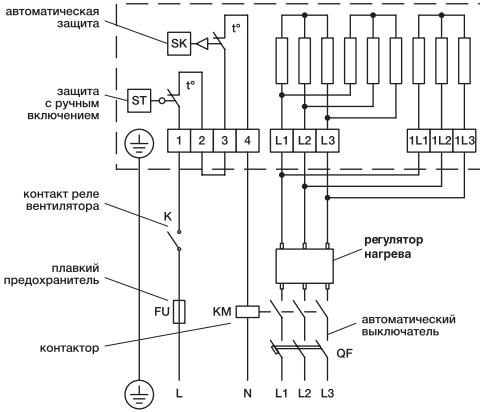 автоматическая
защита
SK
t°
защита
с ручным
включением
ST
t°
1 2 3 4
L1 L2 L3
1L1 1L2 1L3
контакт реле
вентилятора
K
регулятор
нагрева
плавкий
предохранитель
FU
KM
контактор
автоматический
выключатель
QF
L N L1 L2 L3